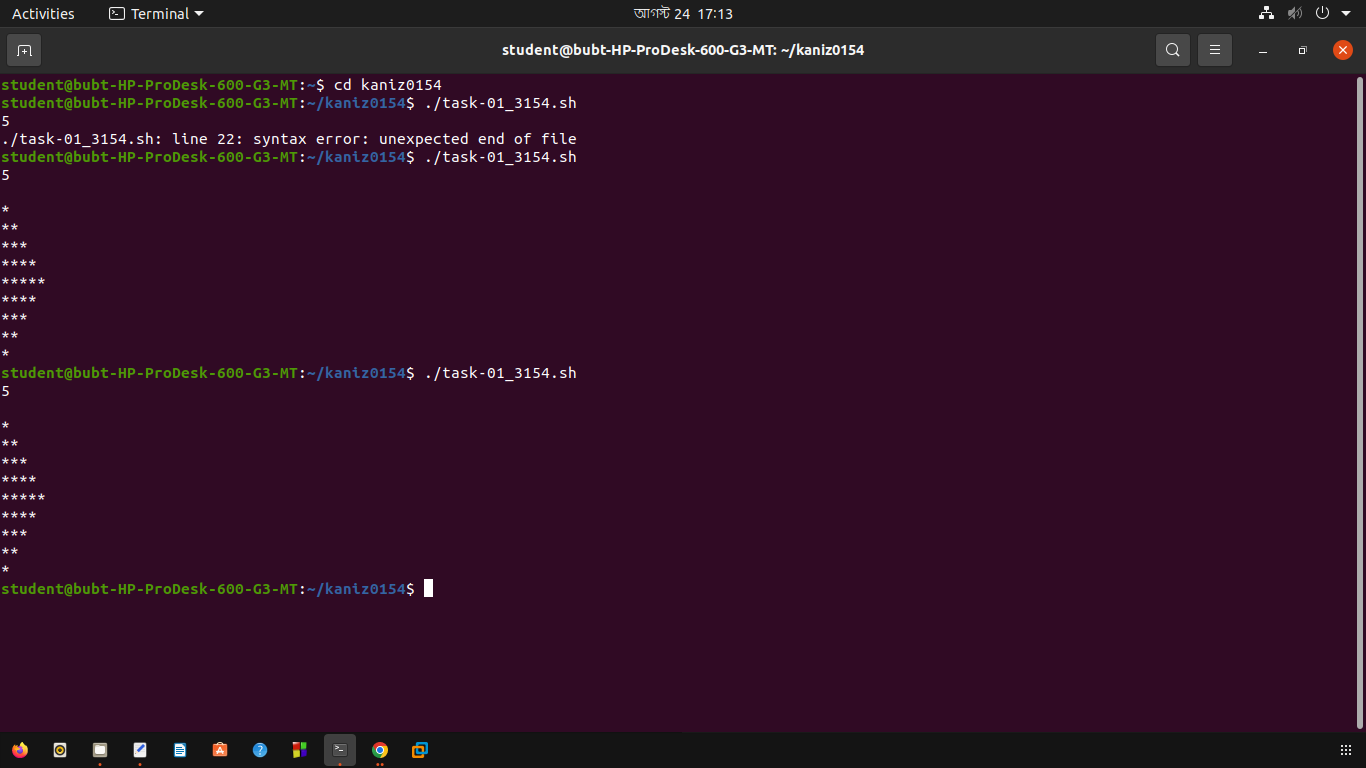 Activities Terminal আগস্ট 24 17:13
student@bubt-HP-ProDesk-600-G3-MT: ~/kaniz0154
student@bubt-HP-ProDesk-600-G3-MT:~$ cd kaniz0154
student@bubt-HP-ProDesk-600-G3-MT:~/kaniz0154$ ./task-01_3154.sh
5
./task-01_3154.sh: line 22: syntax error: unexpected end of file
student@bubt-HP-ProDesk-600-G3-MT:~/kaniz0154$ ./task-01_3154.sh
5

*
**
***
****
*****
****
***
**
*
student@bubt-HP-ProDesk-600-G3-MT:~/kaniz0154$ ./task-01_3154.sh
5

*
**
***
****
*****
****
***
**
*
student@bubt-HP-ProDesk-600-G3-MT:~/kaniz0154$